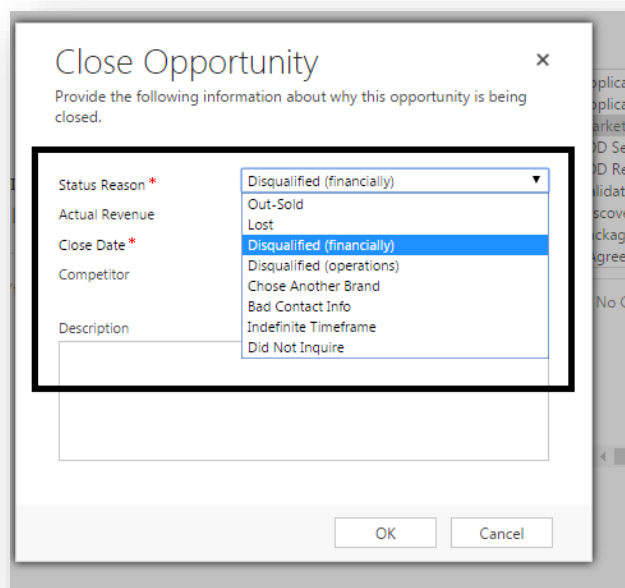 Close Opportunity
Provide the following information about why this opportunity is being
closed.
Status Reason *
Disqualified (financially)
Actual Revenue
Close Date *
Competitor
Out-Sold
Lost
Disqualified (financially)
Disqualified (operations)
Chose Another Brand
Bad Contact Info
Indefinite Timeframe
Did Not Inquire
Description
OK
Cancel
No